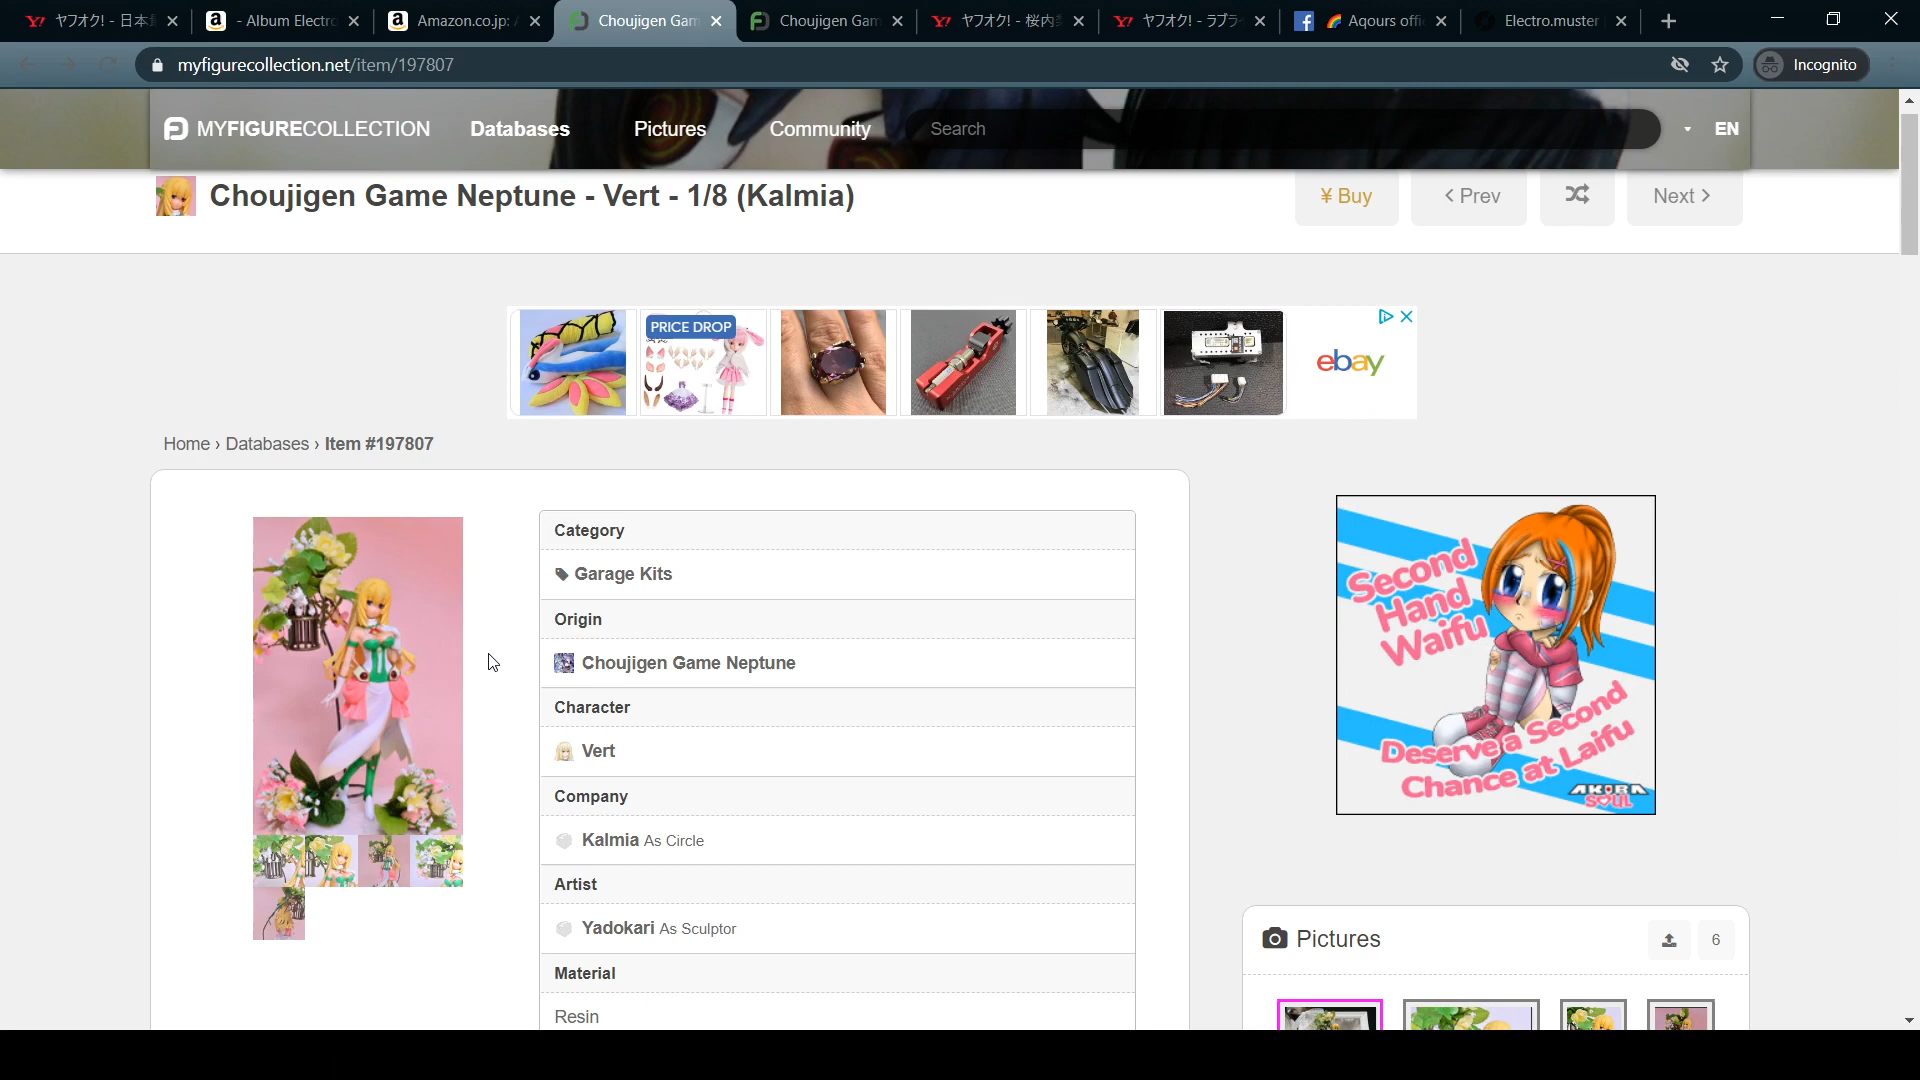 ヤフオク! - 日本
- Album Electro
Amazon.co.jp:
Choujigen Gam
Choujigen Gam
ヤフオク! - 桜内
ヤフオク! - ラブラ
Aqours offic
Electro.muster
myfigurecollection.net/item/197807
Incognito
MYFIGURECOLLECTION
Databases
Pictures
Community
Search
EN
Choujigen Game Neptune - Vert - 1/8 (Kalmia)
¥ Buy
< Prev
Next >
PRICE DROP
ebay
Home › Databases › Item #197807
Category
Garage Kits
Origin
Choujigen Game Neptune
Character
Vert
Company
Kalmia As Circle
Artist
Yadokari As Sculptor
Material
Resin
Second
Hand
Waifu
Deserve a Second
Chance at Laifu
AKIBA
SOUL
Pictures
6